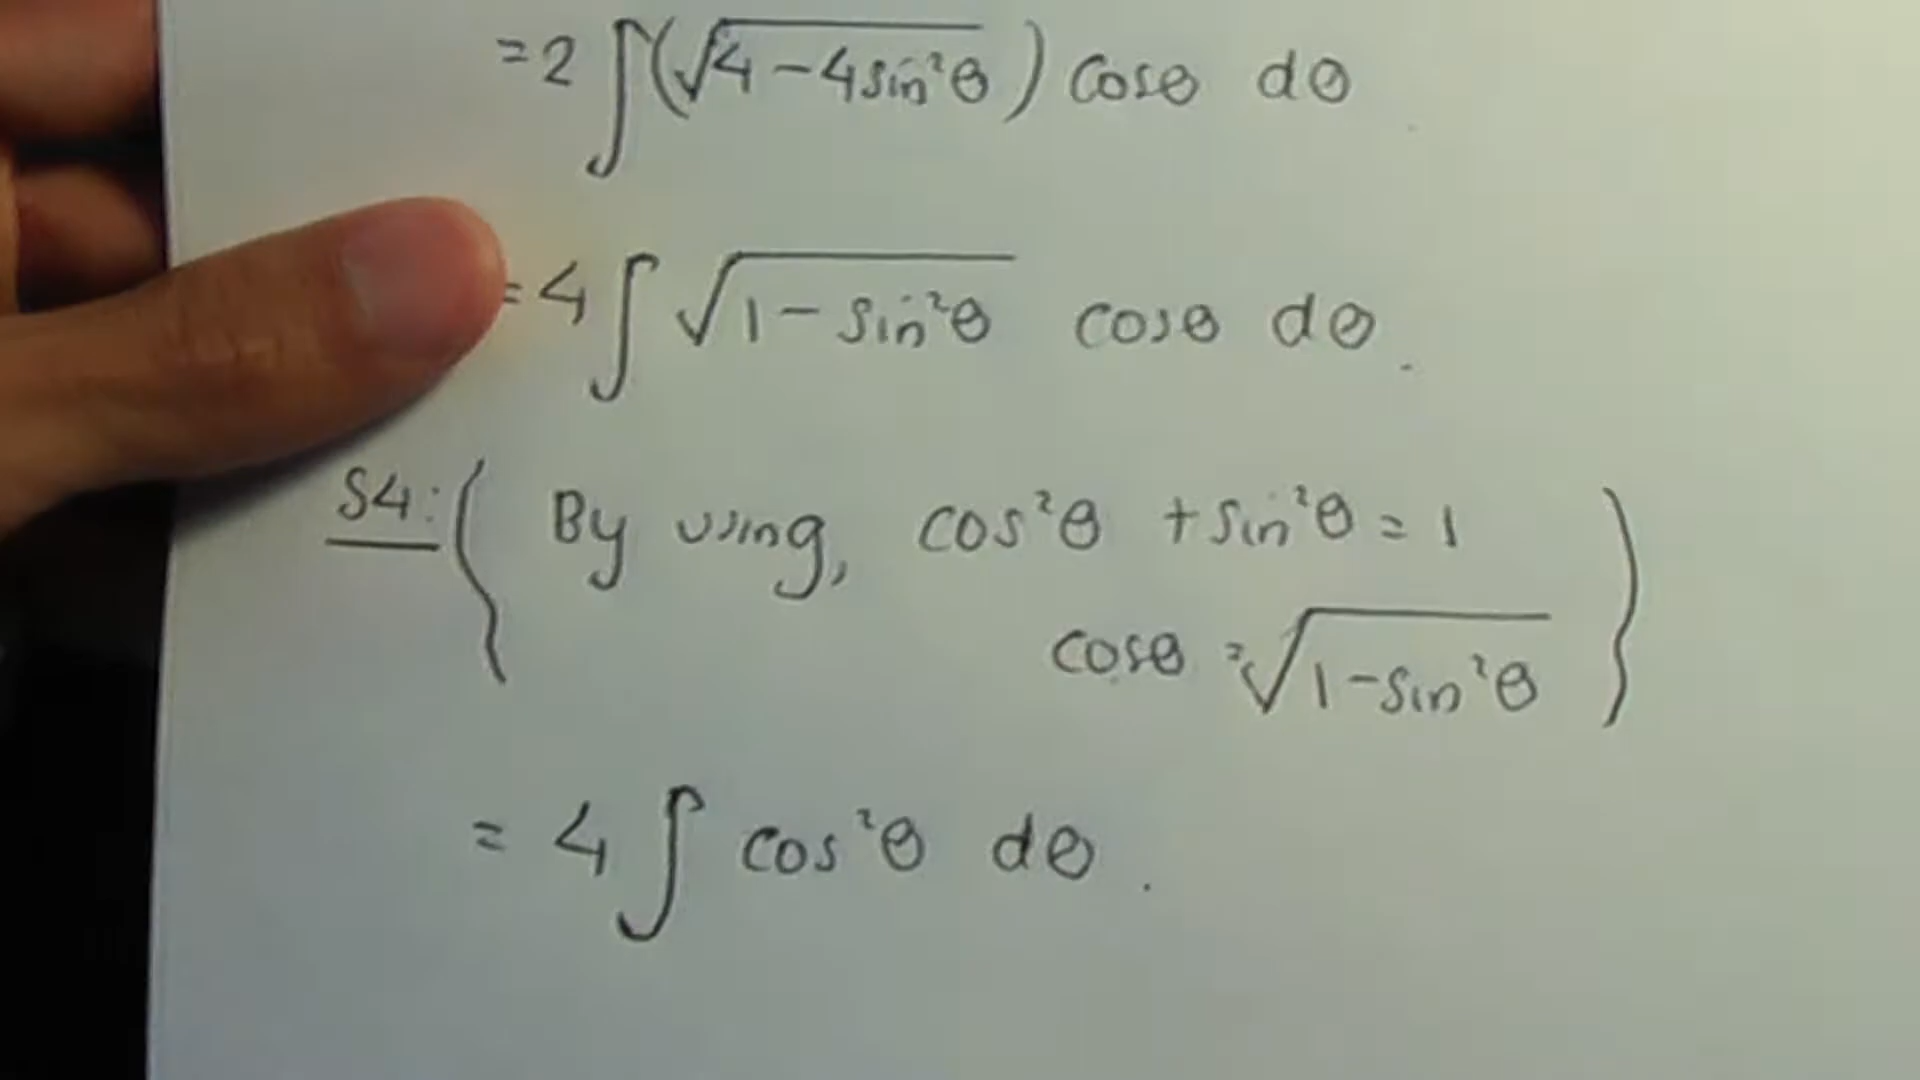 =2∫(√4-4sin²θ) cosθ dθ
=4∫√1-sin²θ cosθ dθ.
S4: { By using, cos²θ + sin²θ = 1
cosθ =√1-sin²θ }
= 4∫cos²θ dθ.